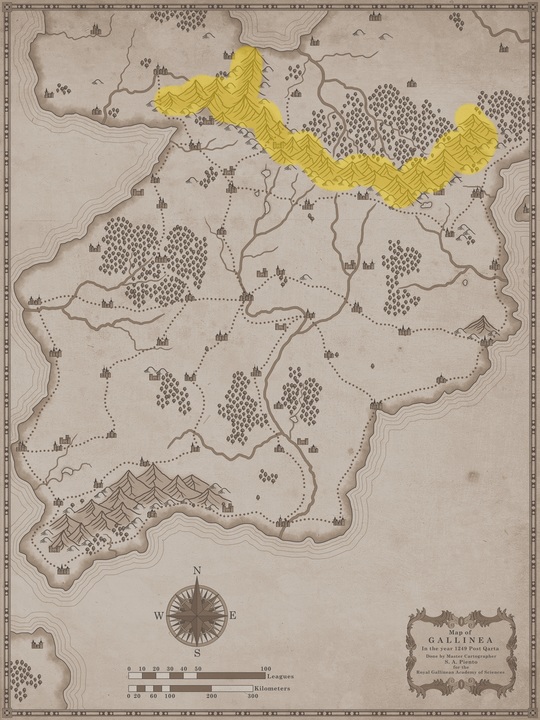 N
W E
S
0 10 20 30 40 50 100
Leagues
Kilometers
0 20 60 100 200 300
Map of
GALLINEA
In the year 1249 Post Qarta
Done by Master Cartographer
S. A. Piente
for the
Royal Gallinean Academy of Sciences